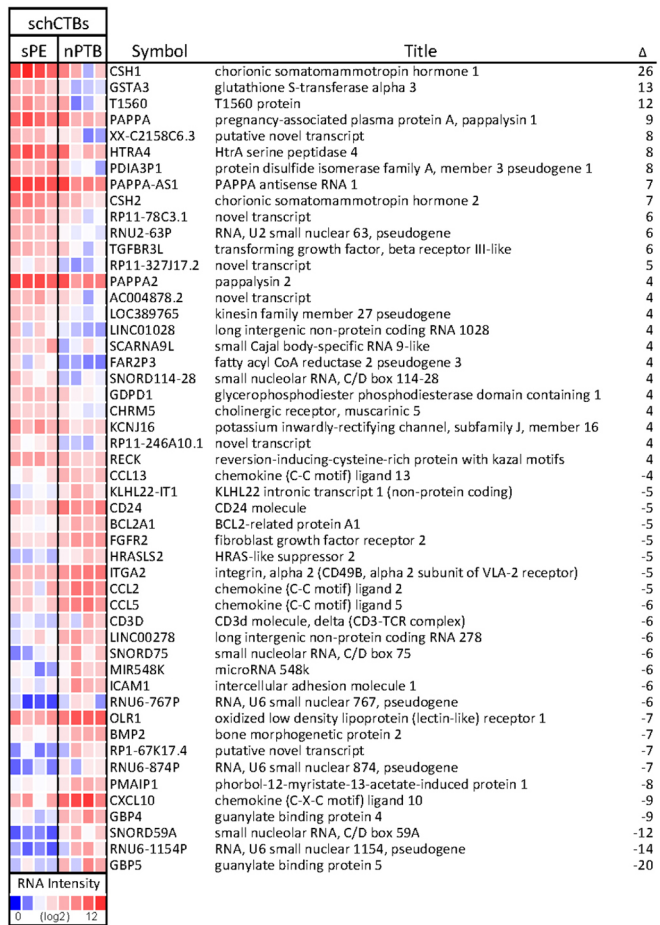 schCTBs
sPE nPTB Symbol Title Δ
CSH1 chorionic somatomammotropin hormone 1 26
GSTA3 glutathione S-transferase alpha 3 13
T1560 T1560 protein 12
PAPPA pregnancy-associated plasma protein A, pappalysin 1 9
XX-C2158C6.3 putative novel transcript 8
HTRA4 HtrA serine peptidase 4 8
PDIA3P1 protein disulfide isomerase family A, member 3 pseudogene 1 8
PAPPA-AS1 PAPPA antisense RNA 1 7
CSH2 chorionic somatomammotropin hormone 2 7
RP11-78C3.1 novel transcript 6
RNU2-63P RNA, U2 small nuclear 63, pseudogene 6
TGFBR3L transforming growth factor, beta receptor III-like 6
RP11-327J17.2 novel transcript 5
PAPPA2 pappalysin 2 4
AC004878.2 novel transcript 4
LOC389765 kinesin family member 27 pseudogene 4
LINC01028 long intergenic non-protein coding RNA 1028 4
SCARNA9L small Cajal body-specific RNA 9-like 4
FAR2P3 fatty acyl CoA reductase 2 pseudogene 3 4
SNORD114-28 small nucleolar RNA, C/D box 114-28 4
GDPD1 glycerophosphodiester phosphodiesterase domain containing 1 4
CHRM5 cholinergic receptor, muscarinic 5 4
KCNJ16 potassium inwardly-rectifying channel, subfamily J, member 16 4
RP11-246A10.1 novel transcript 4
RECK reversion-inducing-cysteine-rich protein with kazal motifs 4
CCL13 chemokine (C-C motif) ligand 13 -4
KLHL22-IT1 KLHL22 intronic transcript 1 (non-protein coding) -5
CD24 CD24 molecule -5
BCL2A1 BCL2-related protein A1 -5
FGFR2 fibroblast growth factor receptor 2 -5
HRASLS2 HRAS-like suppressor 2 -5
ITGA2 integrin, alpha 2 (CD49B, alpha 2 subunit of VLA-2 receptor) -5
CCL2 chemokine (C-C motif) ligand 2 -5
CCL5 chemokine (C-C motif) ligand 5 -6
CD3D CD3d molecule, delta (CD3-TCR complex) -6
LINC00278 long intergenic non-protein coding RNA 278 -6
SNORD75 small nucleolar RNA, C/D box 75 -6
MIR548K microRNA 548k -6
ICAM1 intercellular adhesion molecule 1 -6
RNU6-767P RNA, U6 small nuclear 767, pseudogene -6
OLR1 oxidized low density lipoprotein (lectin-like) receptor 1 -7
BMP2 bone morphogenetic protein 2 -7
RP1-67K17.4 putative novel transcript -7
RNU6-874P RNA, U6 small nuclear 874, pseudogene -7
PMAIP1 phorbol-12-myristate-13-acetate-induced protein 1 -8
CXCL10 chemokine (C-X-C motif) ligand 10 -9
GBP4 guanylate binding protein 4 -9
SNORD59A small nucleolar RNA, C/D box 59A -12
RNU6-1154P RNA, U6 small nuclear 1154, pseudogene -14
GBP5 guanylate binding protein 5 -20
RNA Intensity
0 (log2) 12